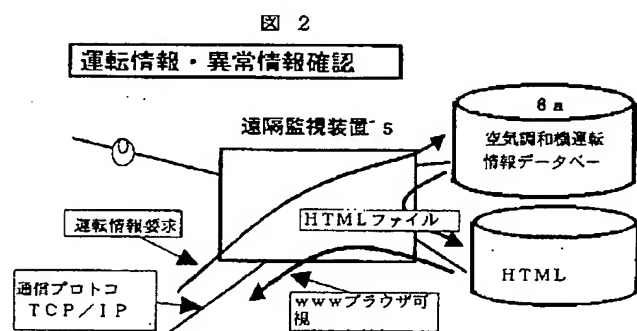 図 2
運転情報・異常情報確認
遠隔監視装置 5
6a
空気調和機運転
情報データベー
運転情報要求
HTMLファイル
HTML
通信プロトコ
TCP/IP
wwwブラウザ可
視